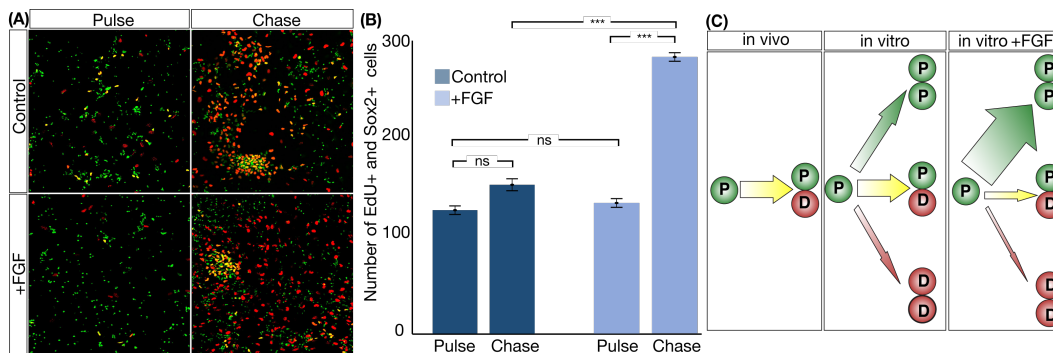 (A)
Pulse
Chase
Control
+FGF
(B)
Number of EdU+ and Sox2+ cells
300
200
100
0
Control
+FGF
***
***
ns
ns
Pulse
Chase
Pulse
Chase
(C)
in vivo
in vitro
in vitro +FGF
P
P
D
P
P
P
P
D
D
D
P
P
P
P
D
D
D